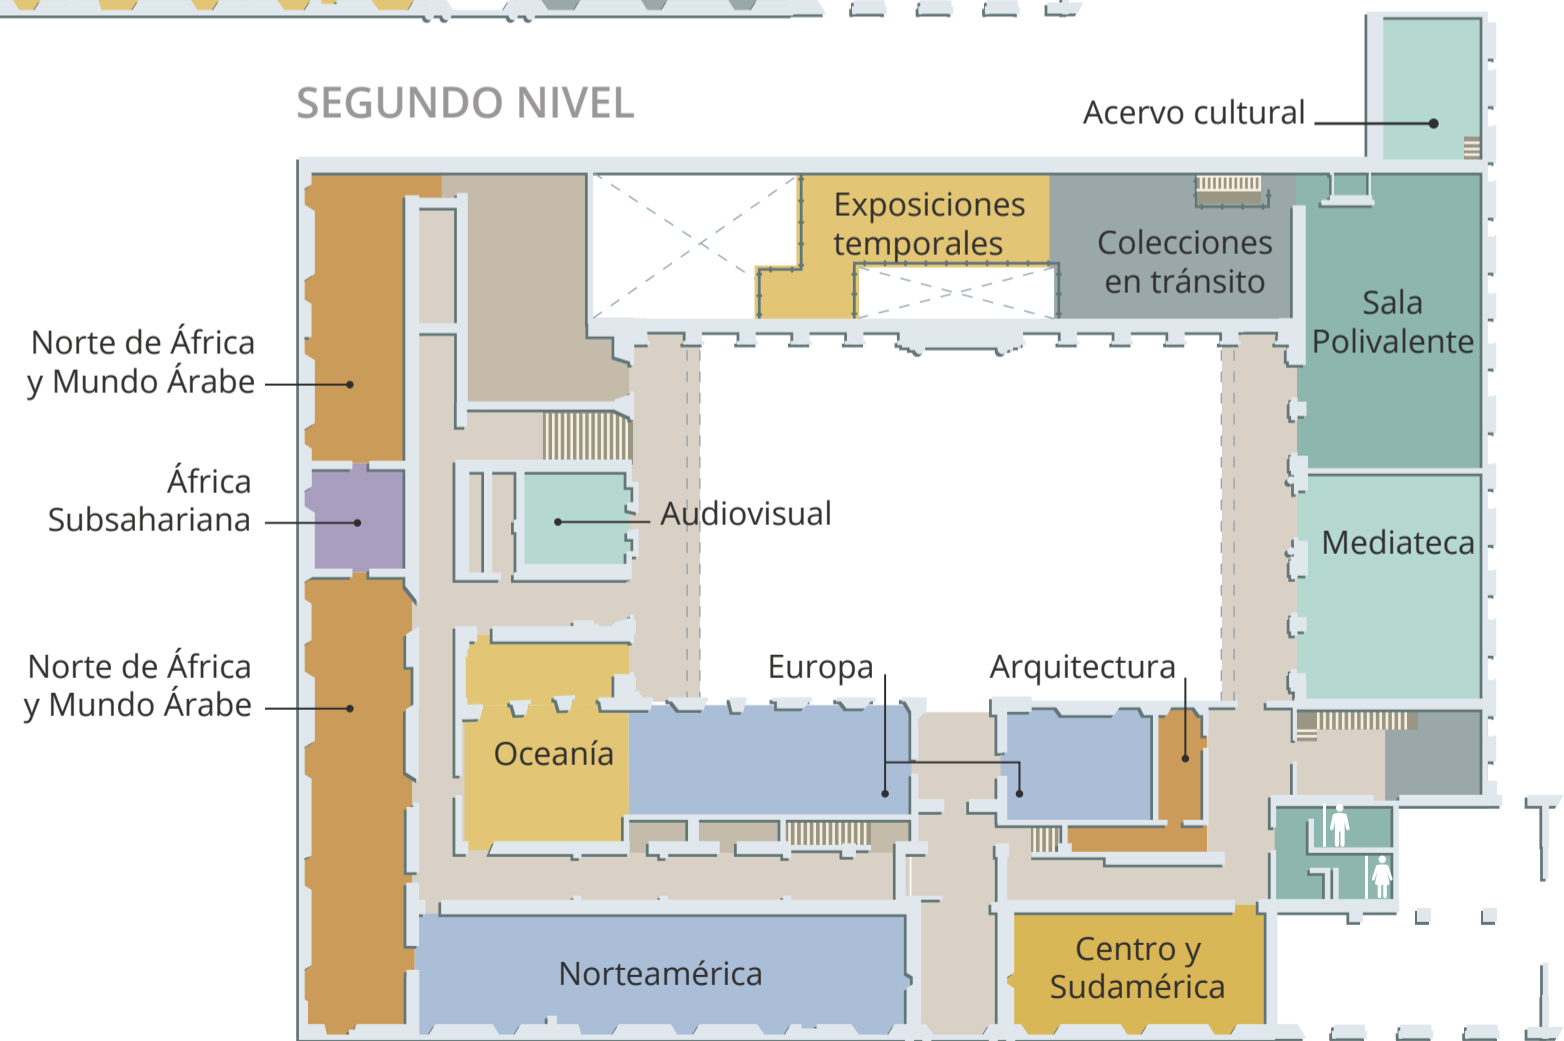 SEGUNDO NIVEL
Acervo cultural
Exposiciones
temporales
Colecciones
en tránsito
Sala
Polivalente
Norte de África
y Mundo Árabe
África
Subsahariana
Audiovisual
Mediateca
Norte de África
y Mundo Árabe
Europa
Arquitectura
Oceanía
Norteamérica
Centro y
Sudamérica